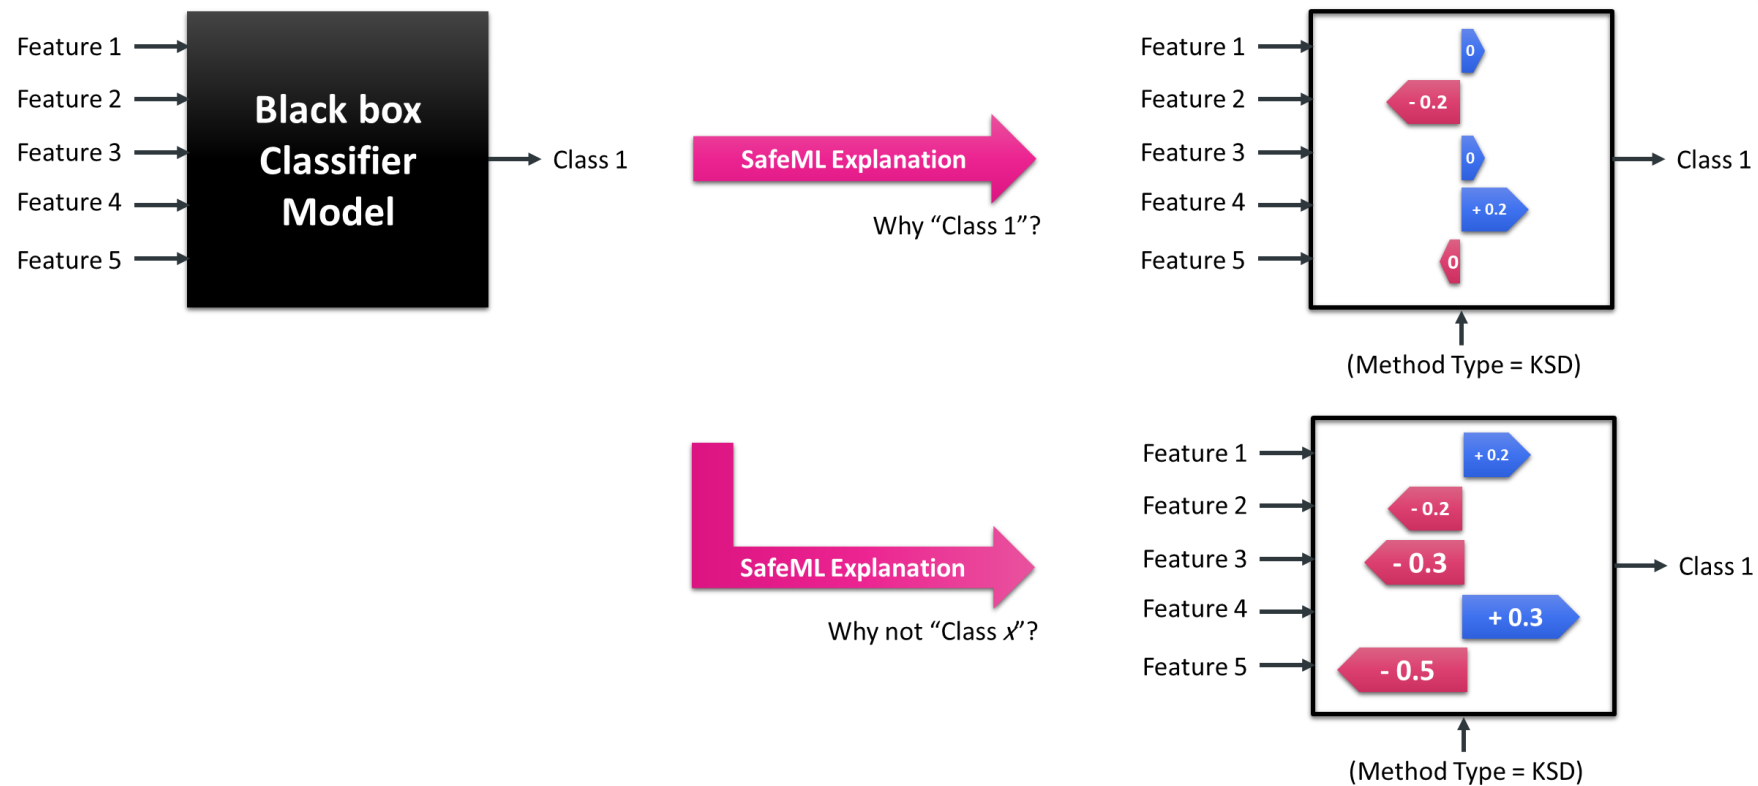 Feature 1
Feature 2
Feature 3
Feature 4
Feature 5
Black box
Classifier
Model
Class 1
SafeML Explanation
Why “Class 1”?
Feature 1
Feature 2
Feature 3
Feature 4
Feature 5
0
- 0.2
0
+ 0.2
0
Class 1
(Method Type = KSD)
SafeML Explanation
Why not “Class x”?
Feature 1
Feature 2
Feature 3
Feature 4
Feature 5
+ 0.2
- 0.2
- 0.3
+ 0.3
- 0.5
Class 1
(Method Type = KSD)